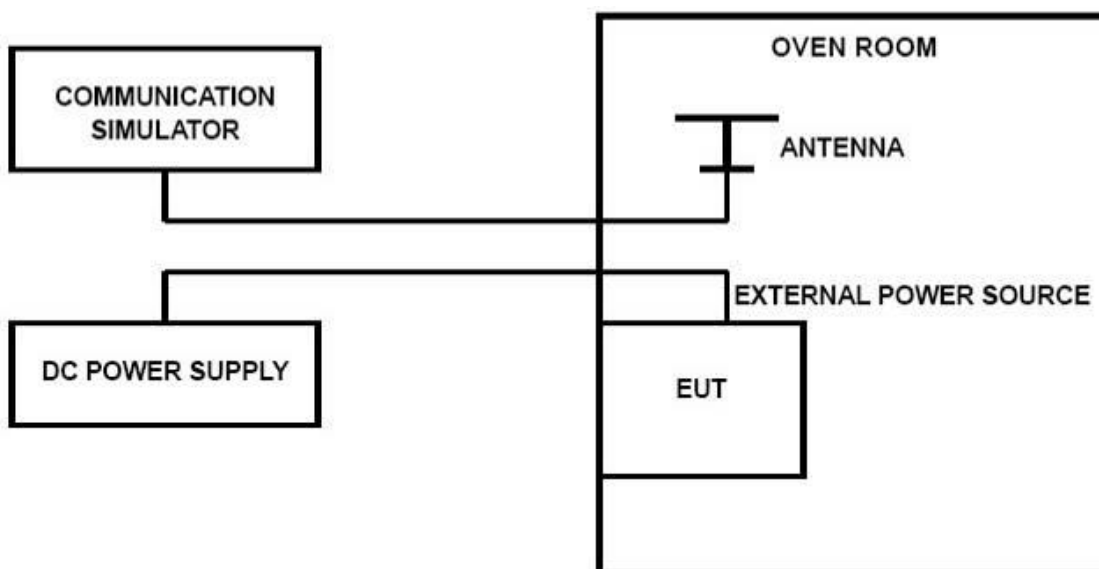 OVEN ROOM
COMMUNICATION
SIMULATOR
ANTENNA
EXTERNAL POWER SOURCE
DC POWER SUPPLY
EUT